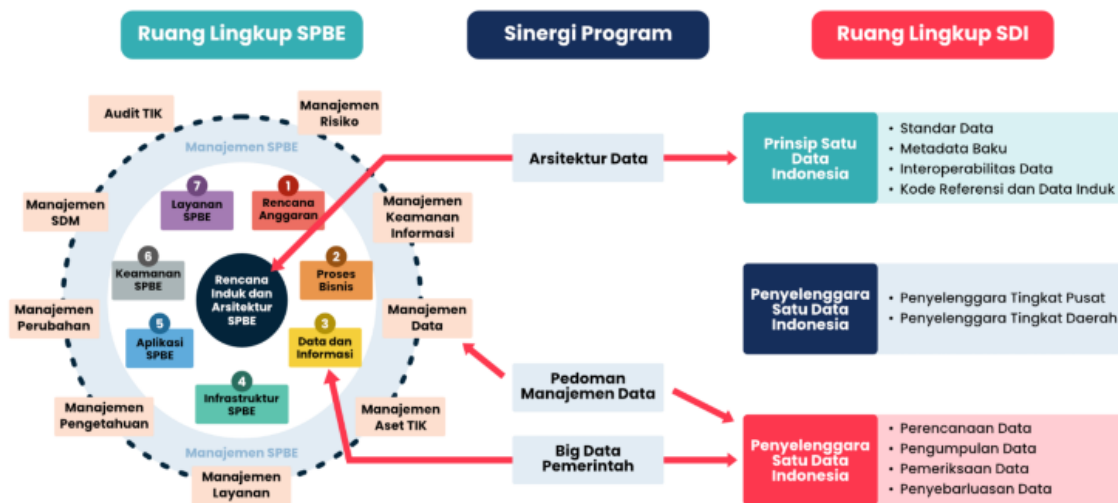 Ruang Lingkup SPBE
Sinergi Program
Ruang Lingkup SDI
Audit TIK
Manajemen
Risiko
Manajemen SPBE
Manajemen
SDM
7
Layanan
SPBE
1
Rencana
Anggaran
Manajemen
Keamanan
Informasi
6
Keamanan
SPBE
Rencana
Induk dan
Arsitektur
SPBE
2
Proses
Bisnis
Manajemen
Perubahan
5
Aplikasi
SPBE
3
Data dan
Informasi
Manajemen
Data
4
Infrastruktur
SPBE
Manajemen
Pengetahuan
Manajemen
Aset TIK
Manajemen SPBE
Manajemen
Layanan
Arsitektur Data
Pedoman
Manajemen Data
Big Data
Pemerintah
Prinsip Satu
Data
Indonesia
• Standar Data
• Metadata Baku
• Interoperabilitas Data
• Kode Referensi dan Data Induk
Penyelenggara
Satu Data
Indonesia
• Penyelenggara Tingkat Pusat
• Penyelenggara Tingkat Daerah
Penyelenggara
Satu Data
Indonesia
• Perencanaan Data
• Pengumpulan Data
• Pemeriksaan Data
• Penyebarluasan Data